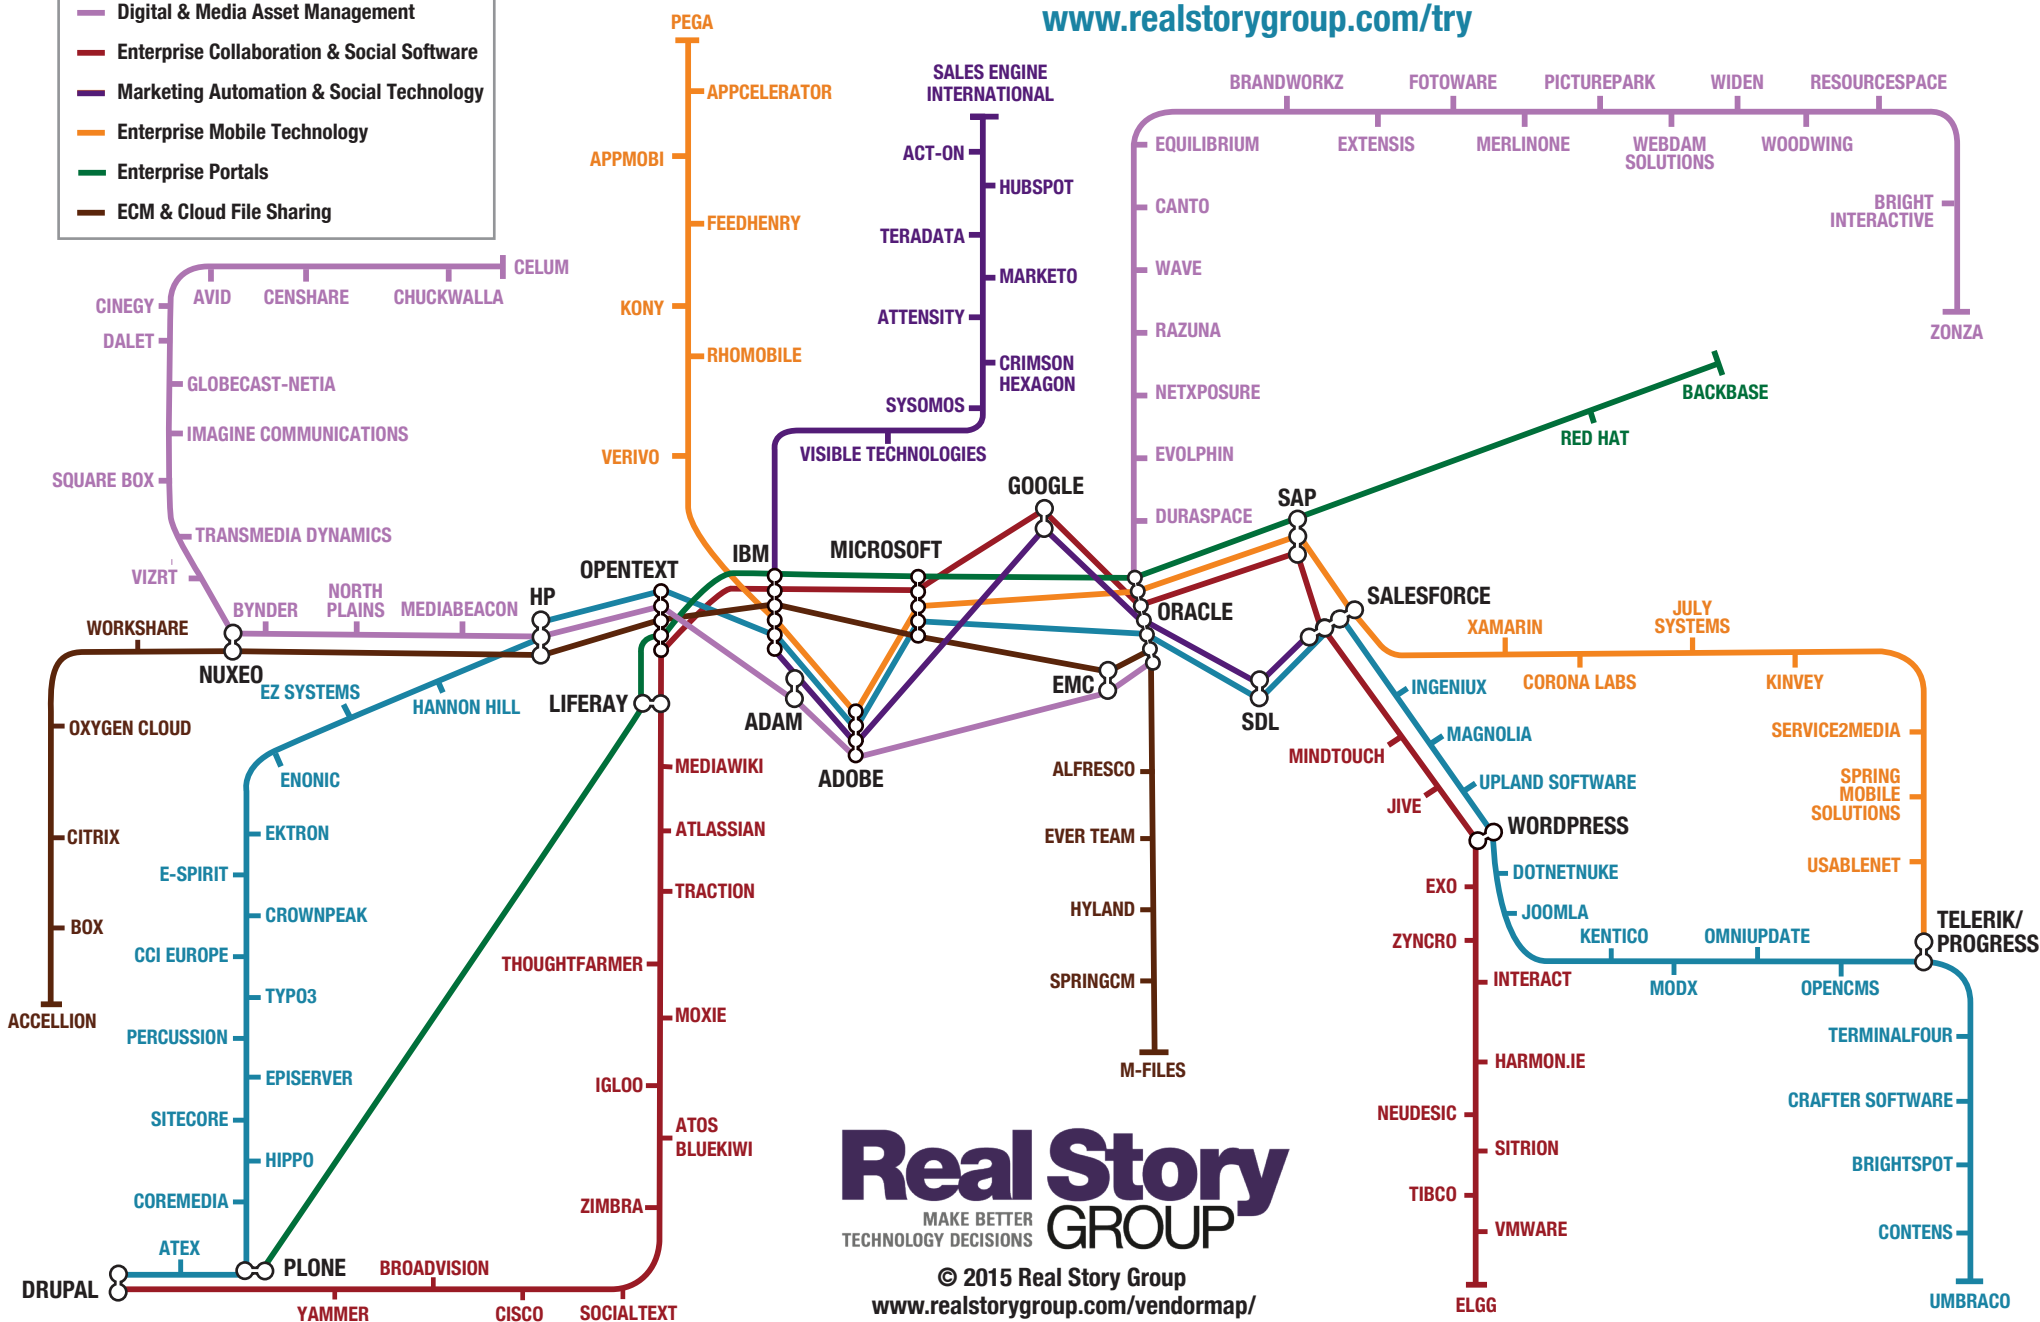 Digital & Media Asset Management
Enterprise Collaboration & Social Software
Marketing Automation & Social Technology
Enterprise Mobile Technology
Enterprise Portals
ECM & Cloud File Sharing
www.realstorygroup.com/try
PEGA
APPCELERATOR
APPMOBI
FEEDHENRY
KONY
RHOMOBILE
VERIVO
SALES ENGINE
INTERNATIONAL
ACT-ON
HUBSPOT
TERADATA
MARKETO
ATTENSITY
CRIMSON
HEXAGON
SYSOMOS
VISIBLE TECHNOLOGIES
BRANDWORKZ
FOTOWARE
PICTUREPARK
WIDEN
RESOURCESPACE
EQUILIBRIUM
EXTENSIS
MERLINONE
WEBDAM
SOLUTIONS
WOODWING
CANTO
BRIGHT
INTERACTIVE
WAVE
RAZUNA
ZONZA
NETXPOSURE
EVOLPHIN
DURASPACE
BACKBASE
RED HAT
CELUM
AVID
CENSHARE
CHUCKWALLA
CINEGY
DALET
GLOBECAST-NETIA
IMAGINE COMMUNICATIONS
SQUARE BOX
TRANSMEDIA DYNAMICS
VIZRT
BYNDER
NORTH
PLAINS
MEDIABEACON
HP
OPENTEXT
IBM
MICROSOFT
GOOGLE
ORACLE
SAP
SALESFORCE
WORKSHARE
NUXEO
EZ SYSTEMS
HANNON HILL
LIFERAY
ADAM
ADOBE
EMC
SDL
XAMARIN
JULY
SYSTEMS
CORONA LABS
KINVEY
INGENIUX
MAGNOLIA
UPLAND SOFTWARE
MINDTOUCH
JIVE
WORDPRESS
SERVICE2MEDIA
SPRING
MOBILE
SOLUTIONS
USABLENET
TELERIK/
PROGRESS
OXYGEN CLOUD
CITRIX
BOX
ACCELLION
ENONIC
EKTRON
E-SPIRIT
CROWNPEAK
CCI EUROPE
TYPO3
PERCUSSION
EPISERVER
SITECORE
HIPPO
COREMEDIA
ATEX
PLONE
DRUPAL
MEDIAWIKI
ATLASSIAN
TRACTION
THOUGHTFARMER
MOXIE
IGLOO
ATOS
BLUEKIWI
ZIMBRA
BROADVISION
YAMMER
CISCO
SOCIALTEXT
ALFRESCO
EVER TEAM
HYLAND
SPRINGCM
M-FILES
DOTNETNUKE
JOOMLA
KENTICO
OMNIUPDATE
MODX
OPENCMS
EXO
ZYNCRO
INTERACT
HARMON.IE
NEUDESIC
SITRION
TIBCO
VMWARE
ELGG
TERMINALFOUR
CRAFTER SOFTWARE
BRIGHTSPOT
CONTENS
UMBRACO
Real Story
GROUP
MAKE BETTER
TECHNOLOGY DECISIONS
© 2015 Real Story Group
www.realstorygroup.com/vendormap/